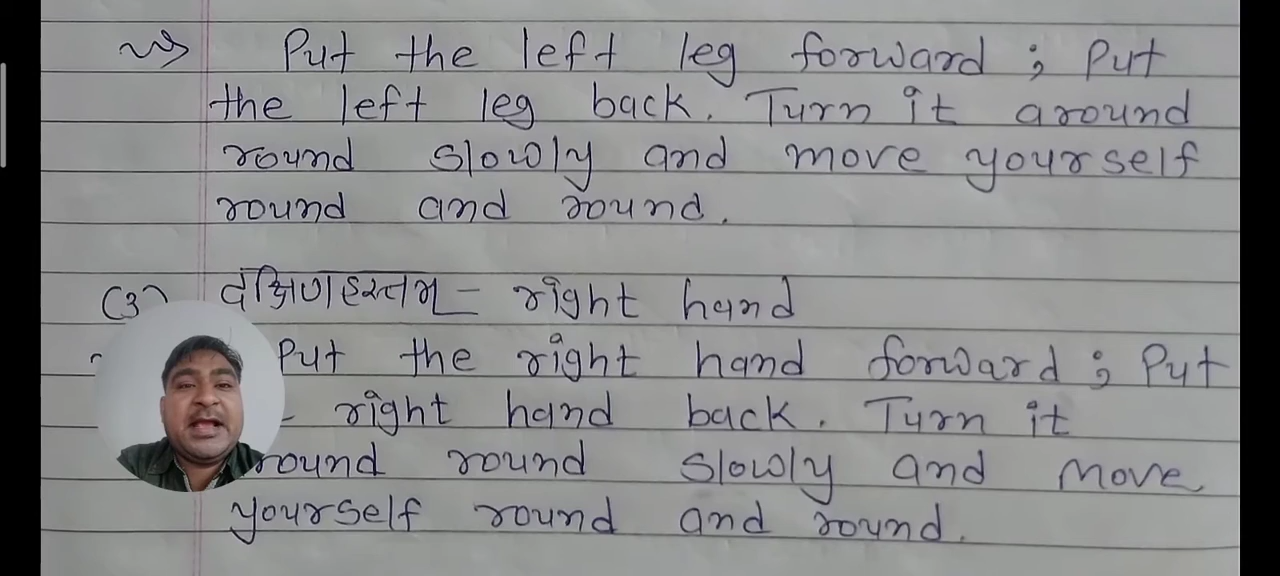 Put the left leg forward ; Put
the left leg back. Turn it around
round slowly and move yourself
round and round.
(3) दक्षिणहस्तम् – right hand
Put the right hand forward ; Put
right hand back. Turn it
round round slowly and move
yourself round and round.